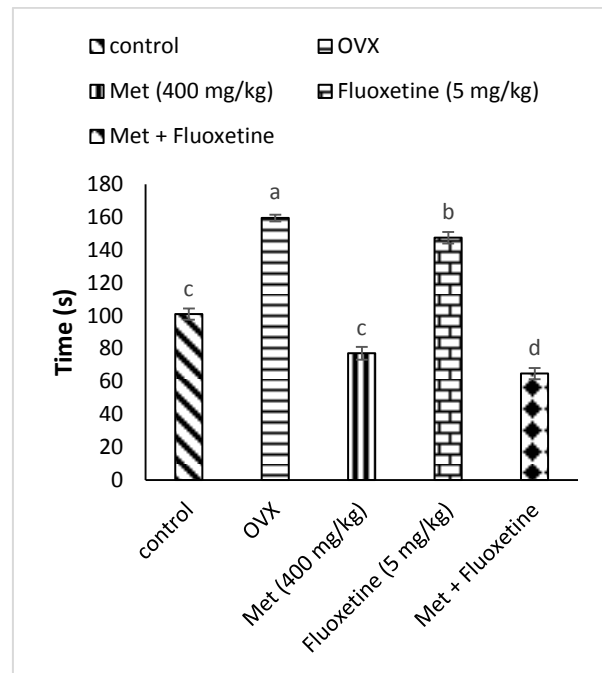 control OVX
Met (400 mg/kg) Fluoxetine (5 mg/kg)
Met + Fluoxetine
Time (s)
180
160
140
120
100
80
60
40
20
0
c
a
c
b
d
control
OVX
Met (400 mg/kg)
Fluoxetine (5 mg/kg)
Met + Fluoxetine